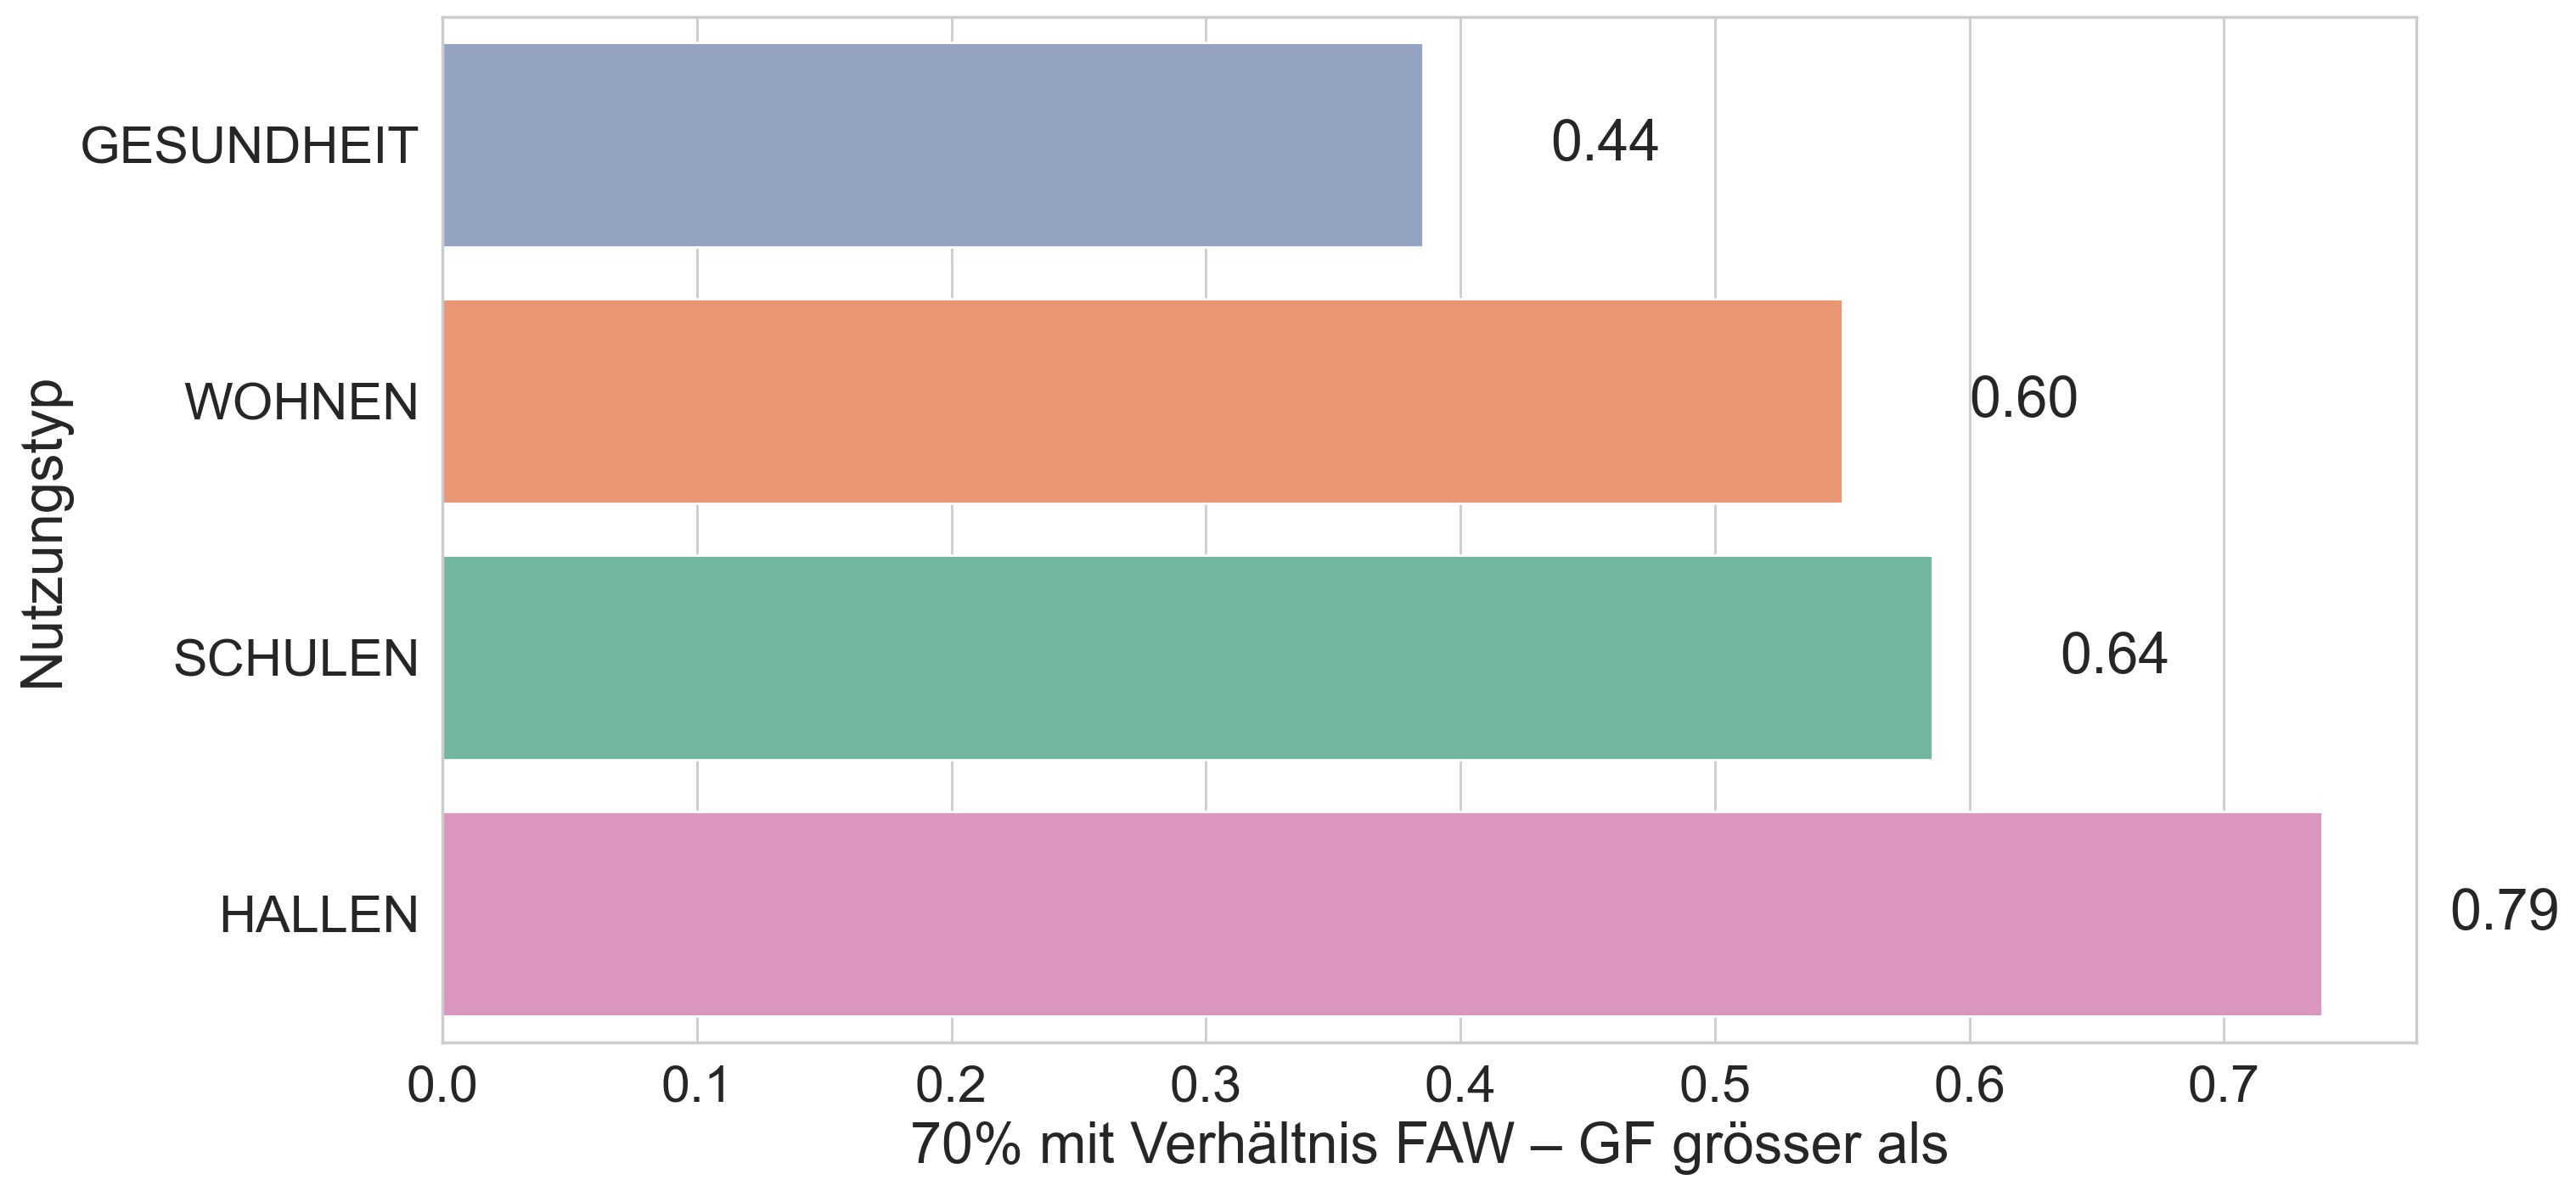 GESUNDHEIT
0.44
WOHNEN
0.60
SCHULEN
0.64
HALLEN
0.79
Nutzungstyp
0.0 0.1 0.2 0.3 0.4 0.5 0.6 0.7
70% mit Verhältnis FAW – GF grösser als